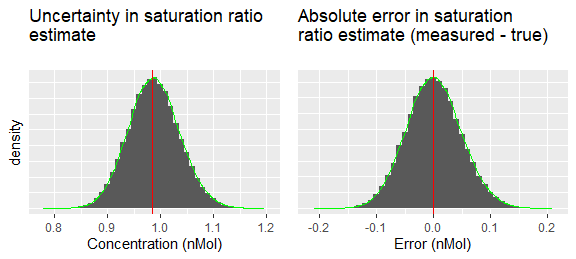 Uncertainty in saturation ratio
estimate
Absolute error in saturation
ratio estimate (measured - true)
density
0.8 0.9 1.0 1.1 1.2
Concentration (nMol)
-0.2 -0.1 0.0 0.1 0.2
Error (nMol)